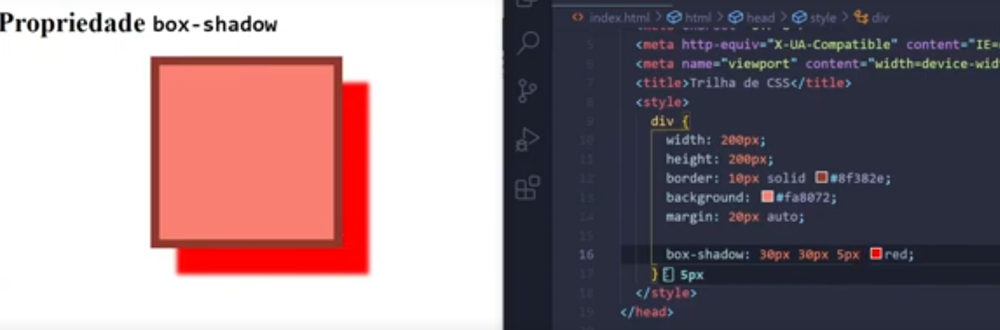 Propriedade box-shadow
index.html > html > head > style > div
5
6 <meta http-equiv="X-UA-Compatible" content="IE=
<meta name="viewport" content="width=device-wid
7 <title>Trilha de CSS</title>
8 <style>
9 div {
10 width: 200px;
11 height: 200px;
12 border: 10px solid #8f382e;
13 background: #fa8072;
14 margin: 20px auto;
15
16 box-shadow: 30px 30px 5px red;
17 } 5px
18 </style>
19 </head>